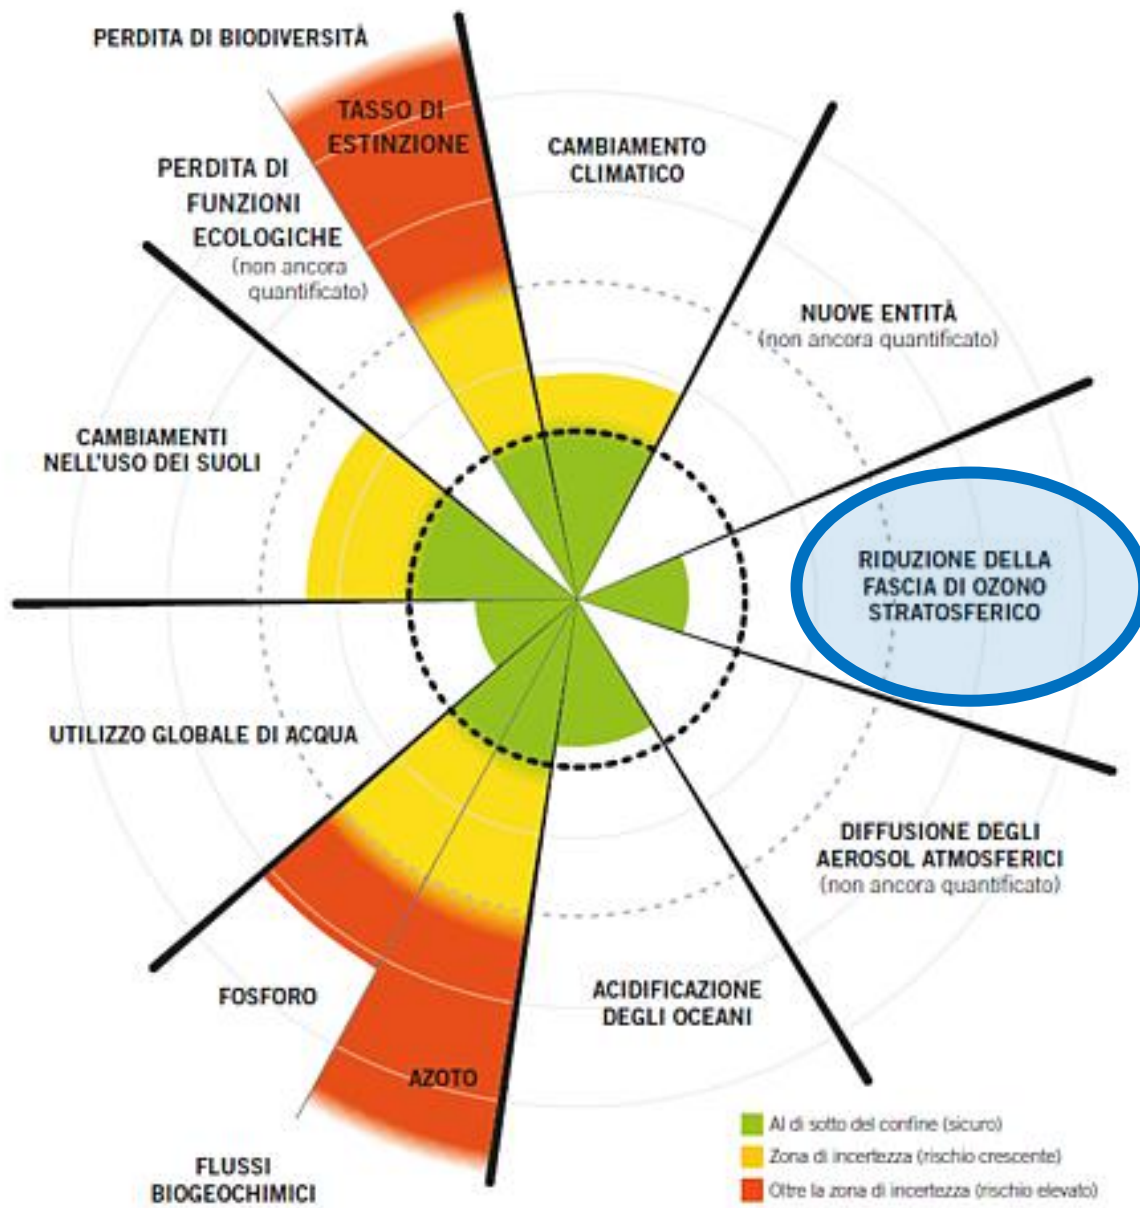 PERDITA DI BIODIVERSITÀ
TASSO DI
ESTINZIONE
PERDITA DI
FUNZIONI
ECOLOGICHE
(non ancora
quantificato)
CAMBIAMENTO
CLIMATICO
NUOVE ENTITÀ
(non ancora quantificato)
CAMBIAMENTI
NELL'USO DEI SUOLI
RIDUZIONE DELLA
FASCIA DI OZONO
STRATOSFERICO
UTILIZZO GLOBALE DI ACQUA
DIFFUSIONE DEGLI
AEROSOL ATMOSFERICI
(non ancora quantificato)
FOSFORO
ACIDIFICAZIONE
DEGLI OCEANI
AZOTO
FLUSSI
BIOGEOCHIMICI
Al di sotto del confine (sicuro)
Zona di incertezza (rischio crescente)
Oltre la zona di incertezza (rischio elevato)